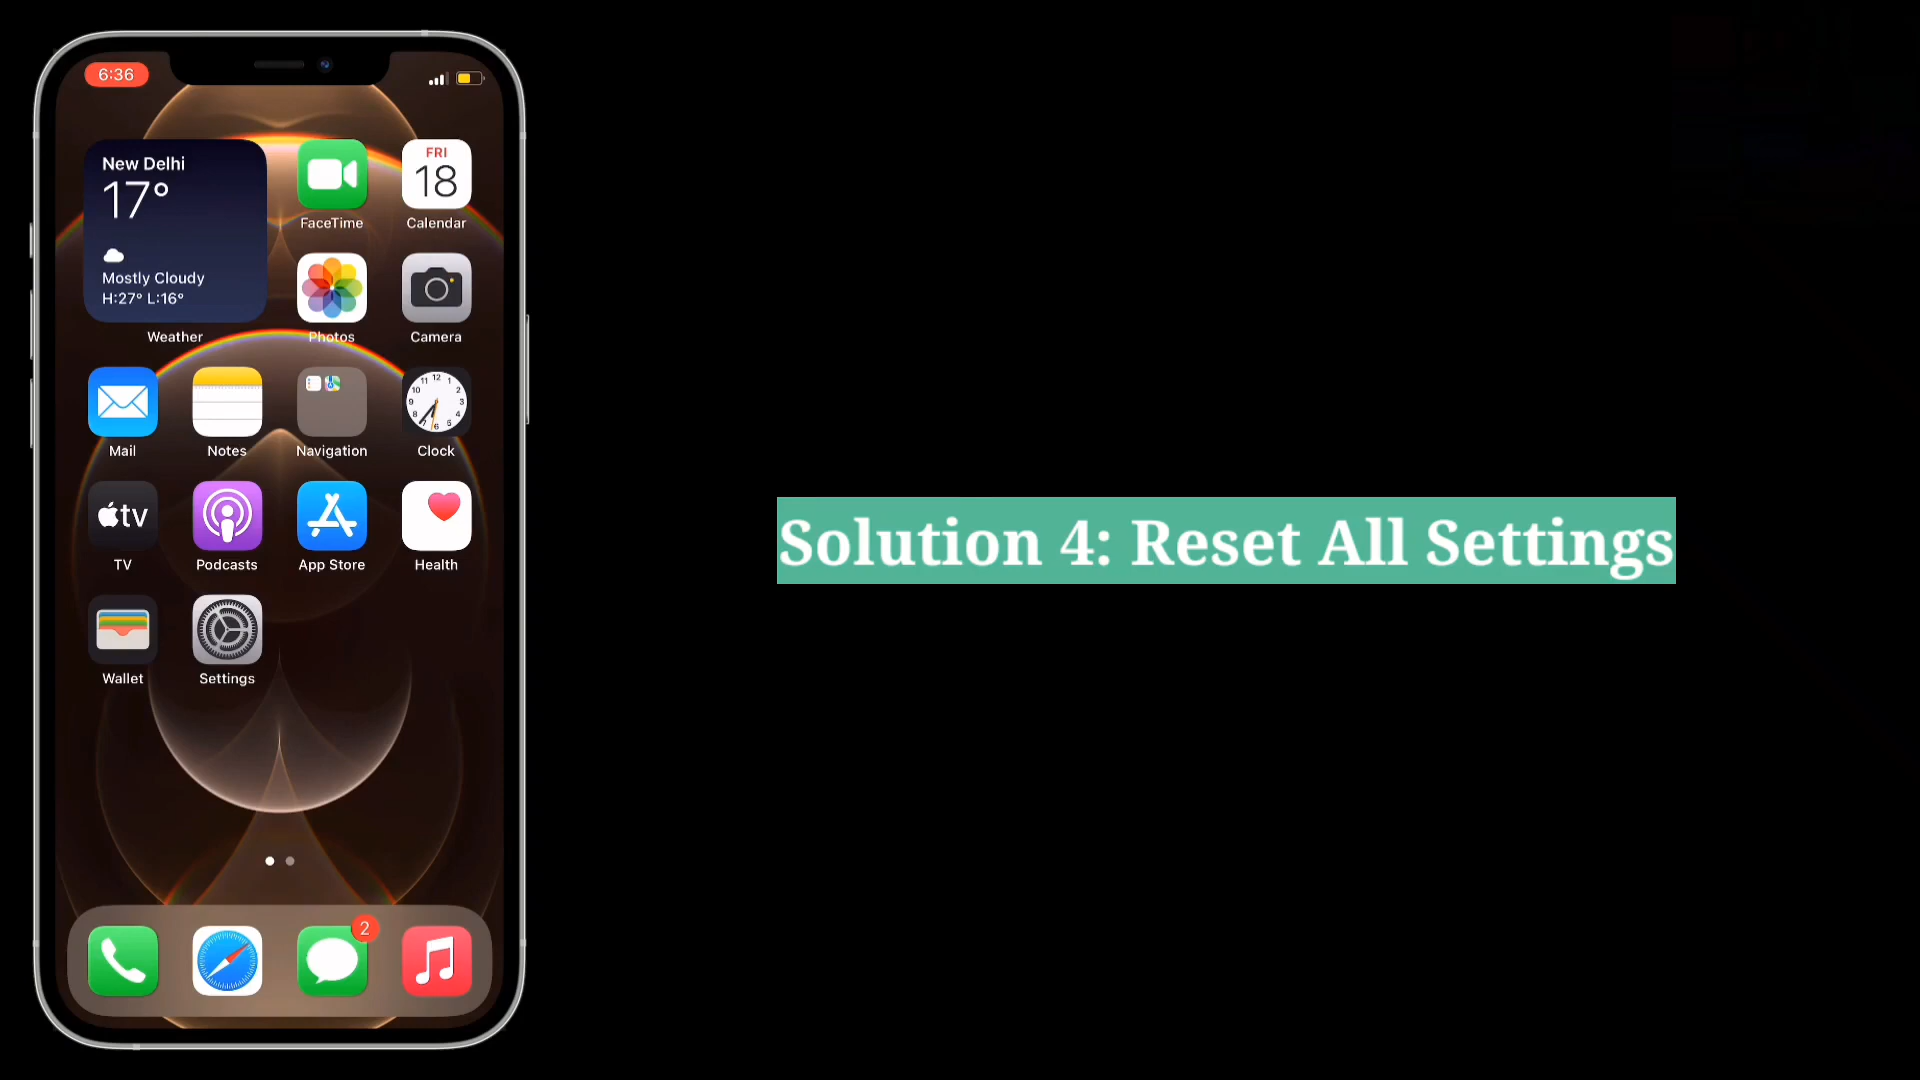 6:36
New Delhi
17°
Mostly Cloudy
H:27° L:16°
Weather
FaceTime
FRI
18
Calendar
Photos
Camera
Mail
Notes
Navigation
Clock
tv
TV
Podcasts
App Store
Health
Wallet
Settings
2
Solution 4: Reset All Settings